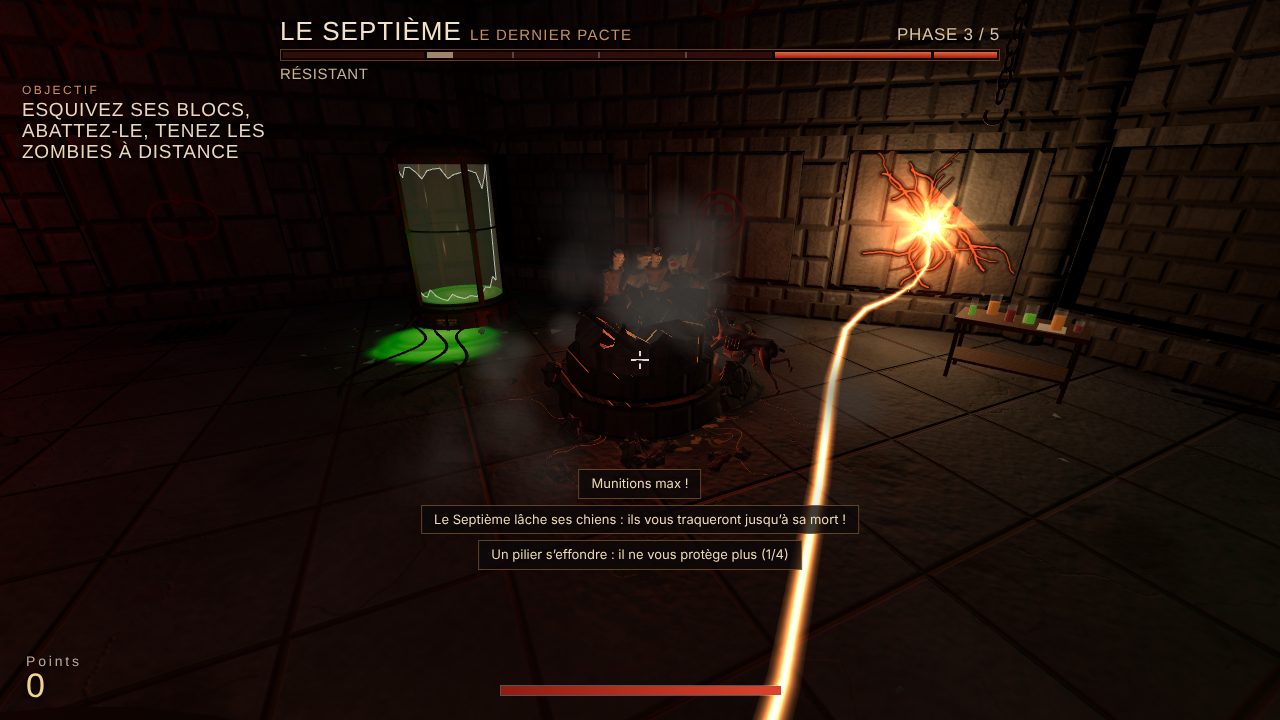 LE SEPTIÈME LE DERNIER PACTE
PHASE 3 / 5
RÉSISTANT
OBJECTIF
ESQUIVEZ SES BLOCS,
ABATTEZ-LE, TENEZ LES
ZOMBIES À DISTANCE
Munitions max !
Le Septième lâche ses chiens : ils vous traqueront jusqu’à sa mort !
Un pilier s’effondre : il ne vous protège plus (1/4)
Points
0